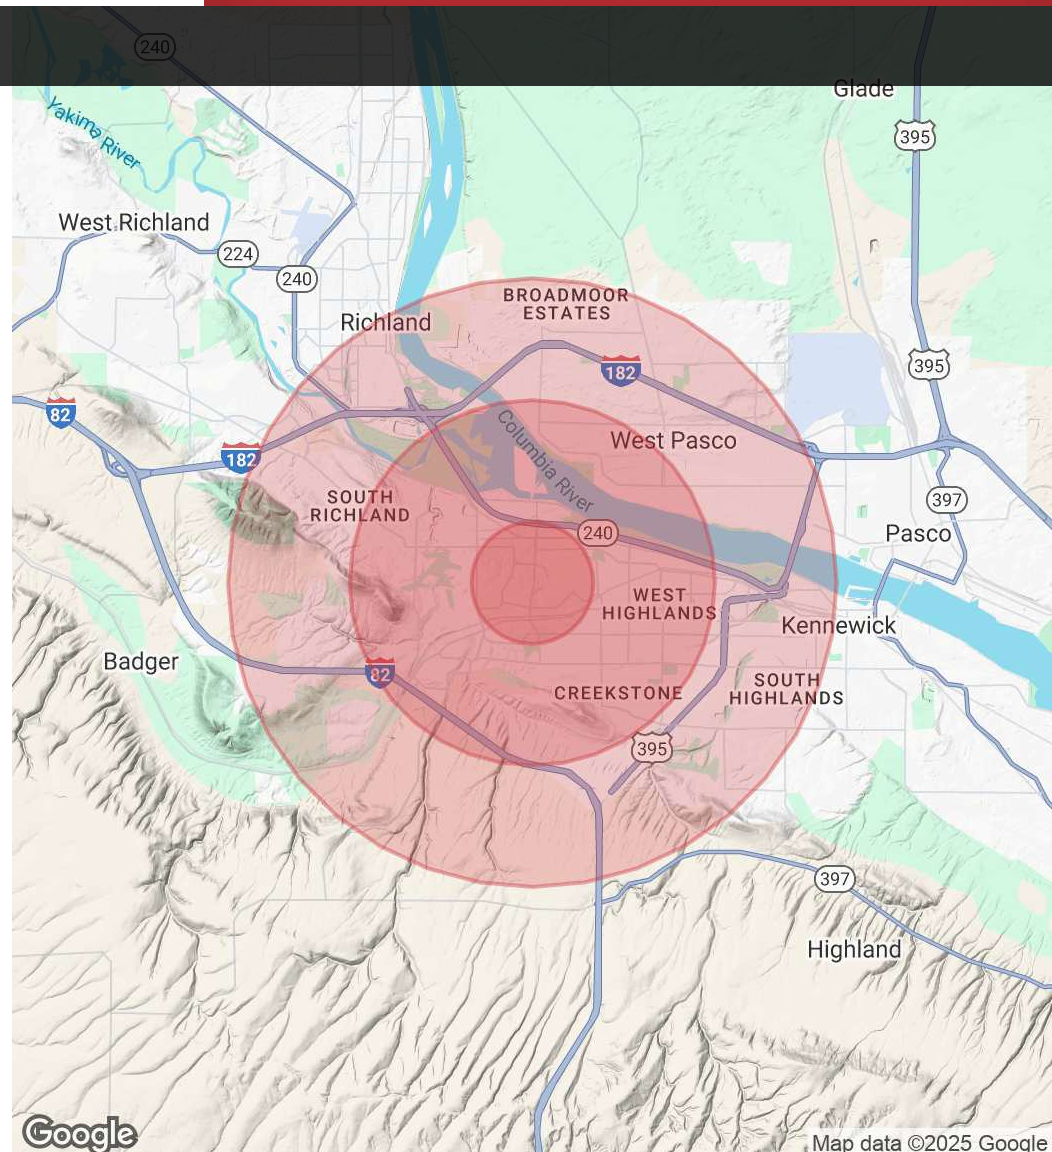 240
Glade
395
Yakima River
West Richland
224
240
BROADMOOR
ESTATES
Richland
395
182
82
Columbia River
West Pasco
182
SOUTH
RICHLAND
397
240
Pasco
WEST
HIGHLANDS
Kennewick
Badger
82
CREEKSTONE
SOUTH
HIGHLANDS
395
397
Highland
Google
Map data ©2025 Google